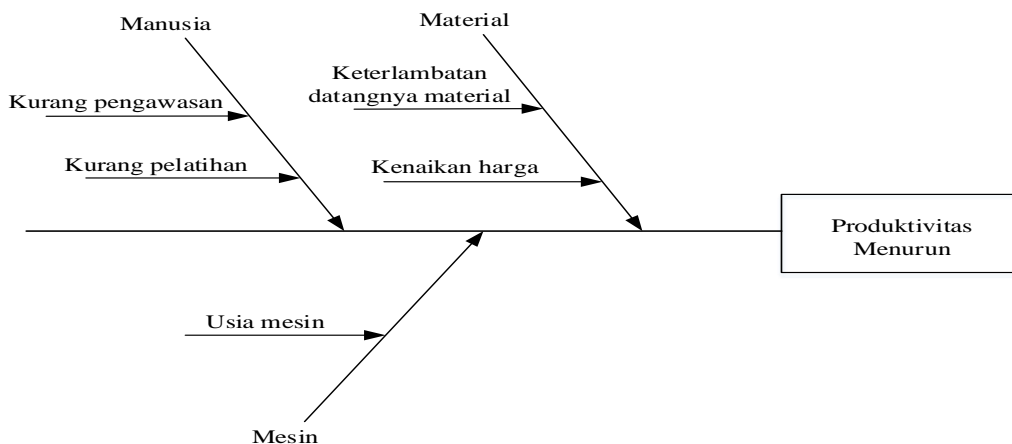 Manusia
Material
Keterlambatan
datangnya material
Kurang pengawasan
Kurang pelatihan
Kenaikan harga
Produktivitas
Menurun
Usia mesin
Mesin